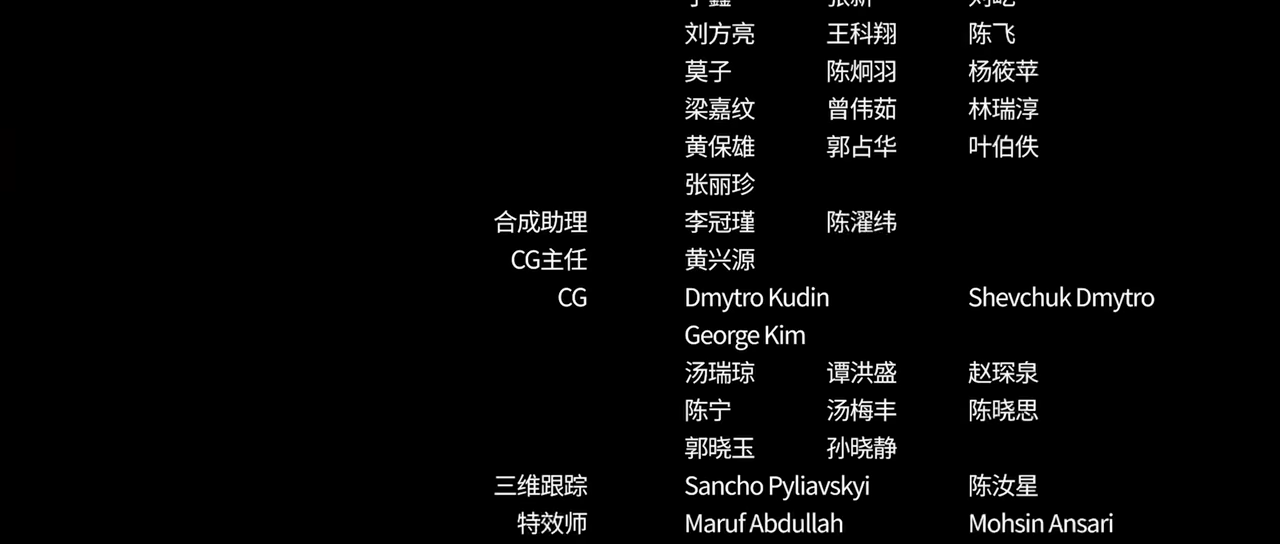 刘方亮 王科翔 陈飞
莫子 陈炯羽 杨筱苹
梁嘉纹 曾伟茹 林瑞淳
黄保雄 郭占华 叶伯佚
张丽珍
合成助理 李冠瑾 陈濯纬
CG主任 黄兴源
CG Dmytro Kudin Shevchuk Dmytro
George Kim
汤瑞琼 谭洪盛 赵琛泉
陈宁 汤梅丰 陈晓思
郭晓玉 孙晓静
三维跟踪 Sancho Pyliavskyi 陈汝星
特效师 Maruf Abdullah Mohsin Ansari